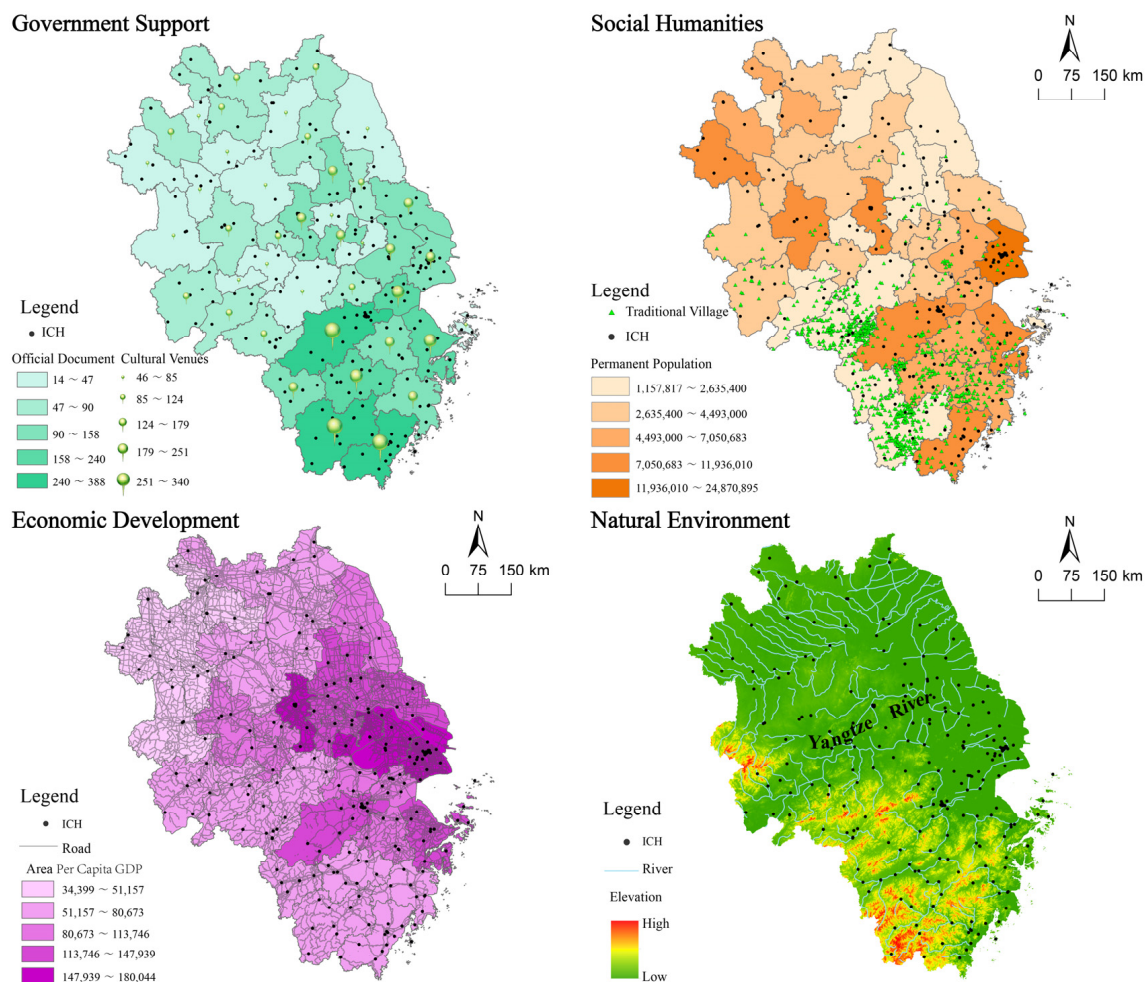 Government Support
Legend
ICH
Official Document Cultural Venues
14 ~ 47
47 ~ 90
90 ~ 158
158 ~ 240
240 ~ 388
46 ~ 85
85 ~ 124
124 ~ 179
179 ~ 251
251 ~ 340
Social Humanities
N
0 75 150 km
Legend
Traditional Village
ICH
Permanent Population
1,157,817 ~ 2,635,400
2,635,400 ~ 4,493,000
4,493,000 ~ 7,050,683
7,050,683 ~ 11,936,010
11,936,010 ~ 24,870,895
Economic Development
N
0 75 150 km
Legend
ICH
Road
Area Per Capita GDP
34,399 ~ 51,157
51,157 ~ 80,673
80,673 ~ 113,746
113,746 ~ 147,939
147,939 ~ 180,044
Natural Environment
N
0 75 150 km
Yangtze River
Legend
ICH
River
Elevation
High
Low